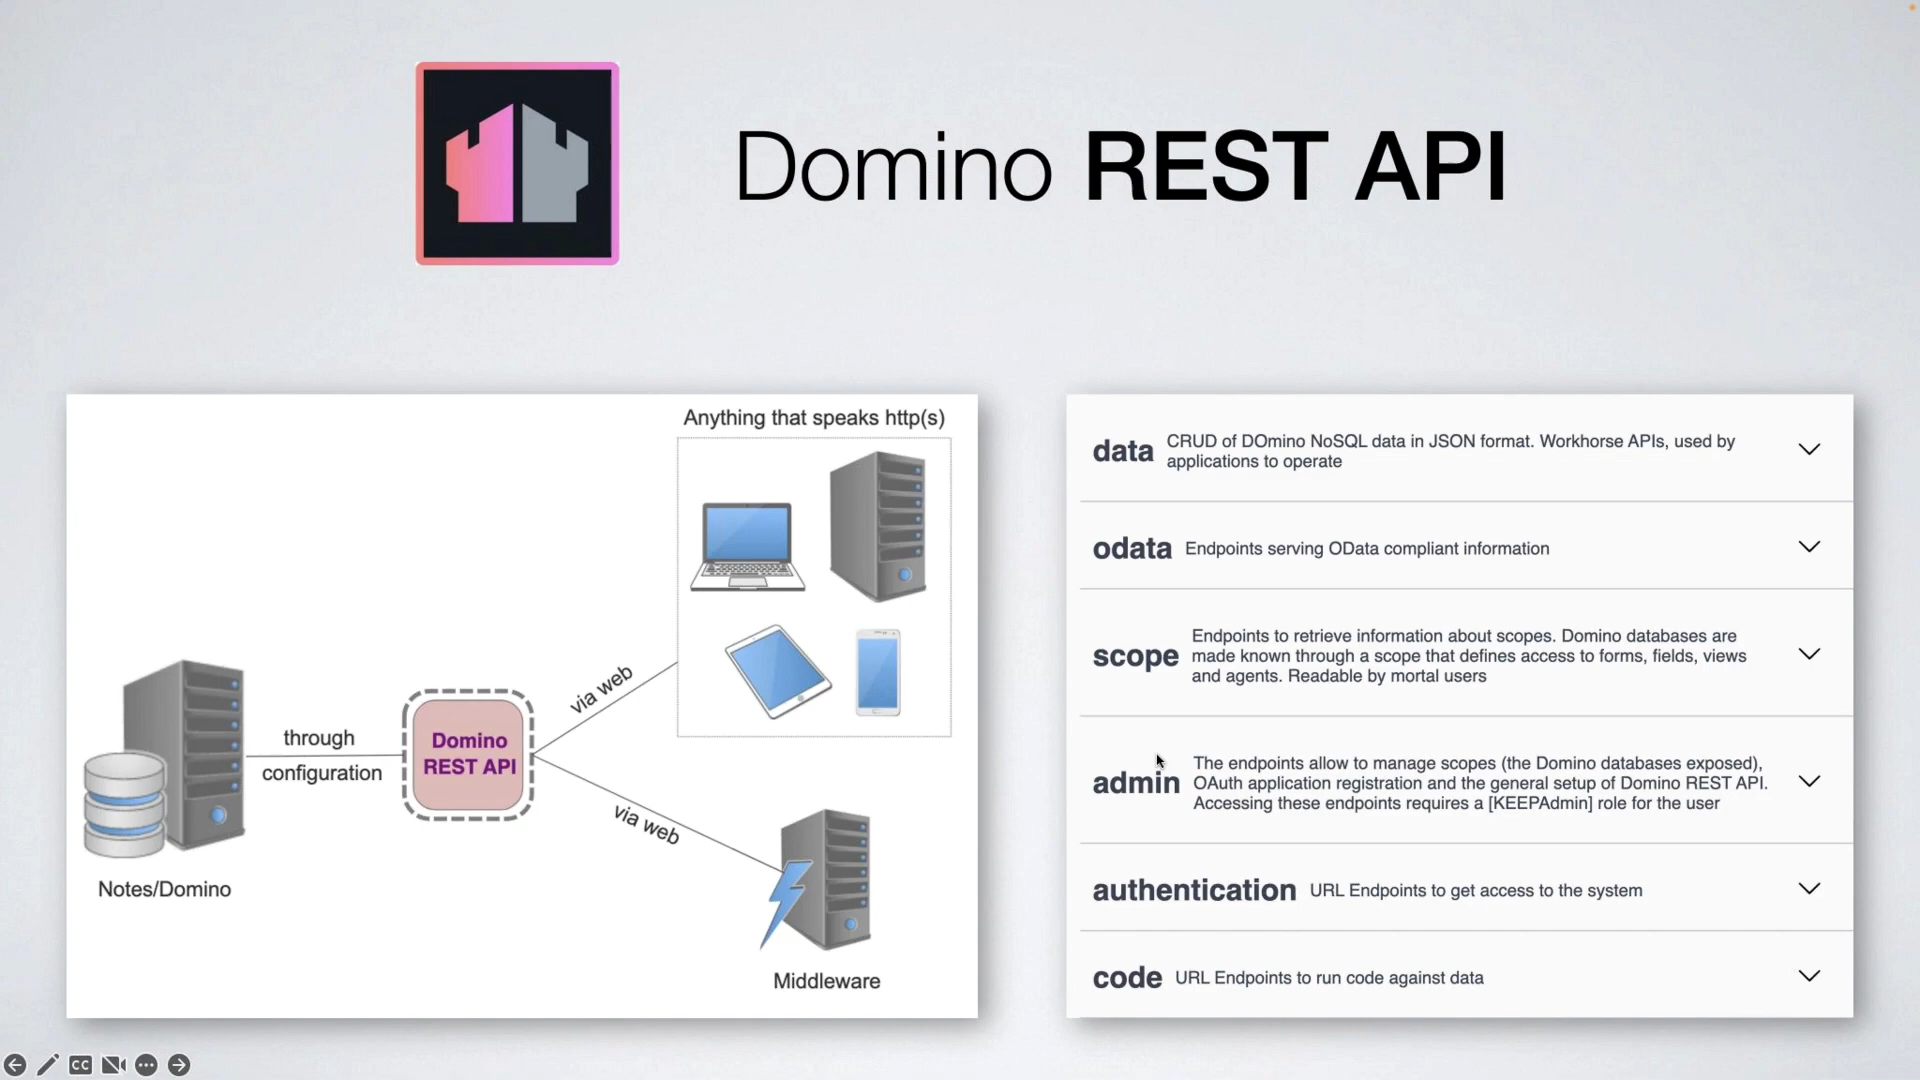 Domino REST API
Anything that speaks http(s)
through
configuration
Domino
REST API
via web
via web
Notes/Domino
Middleware
data CRUD of DOmino NoSQL data in JSON format. Workhorse APIs, used by
applications to operate
odata Endpoints serving OData compliant information
scope Endpoints to retrieve information about scopes. Domino databases are
made known through a scope that defines access to forms, fields, views
and agents. Readable by mortal users
admin The endpoints allow to manage scopes (the Domino databases exposed),
OAuth application registration and the general setup of Domino REST API.
Accessing these endpoints requires a [KEEPAdmin] role for the user
authentication URL Endpoints to get access to the system
code URL Endpoints to run code against data
CC